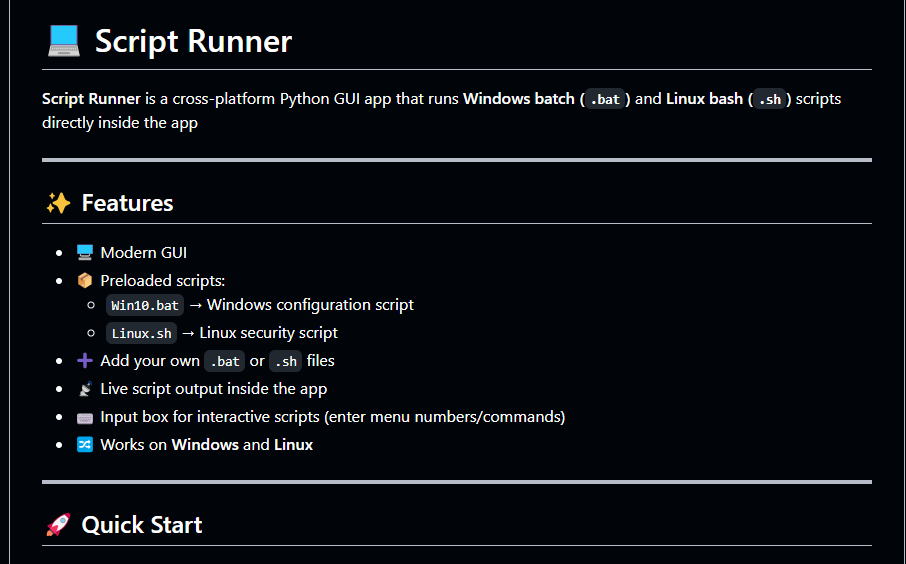 💻 Script Runner
Script Runner is a cross-platform Python GUI app that runs Windows batch ( .bat ) and Linux bash ( .sh ) scripts
directly inside the app
✨ Features
• 🖥️ Modern GUI
• 📦 Preloaded scripts:
◦ Win10.bat → Windows configuration script
◦ Linux.sh → Linux security script
• ➕ Add your own .bat or .sh files
• 📡 Live script output inside the app
• ⌨️ Input box for interactive scripts (enter menu numbers/commands)
• 🔀 Works on Windows and Linux
🚀 Quick Start